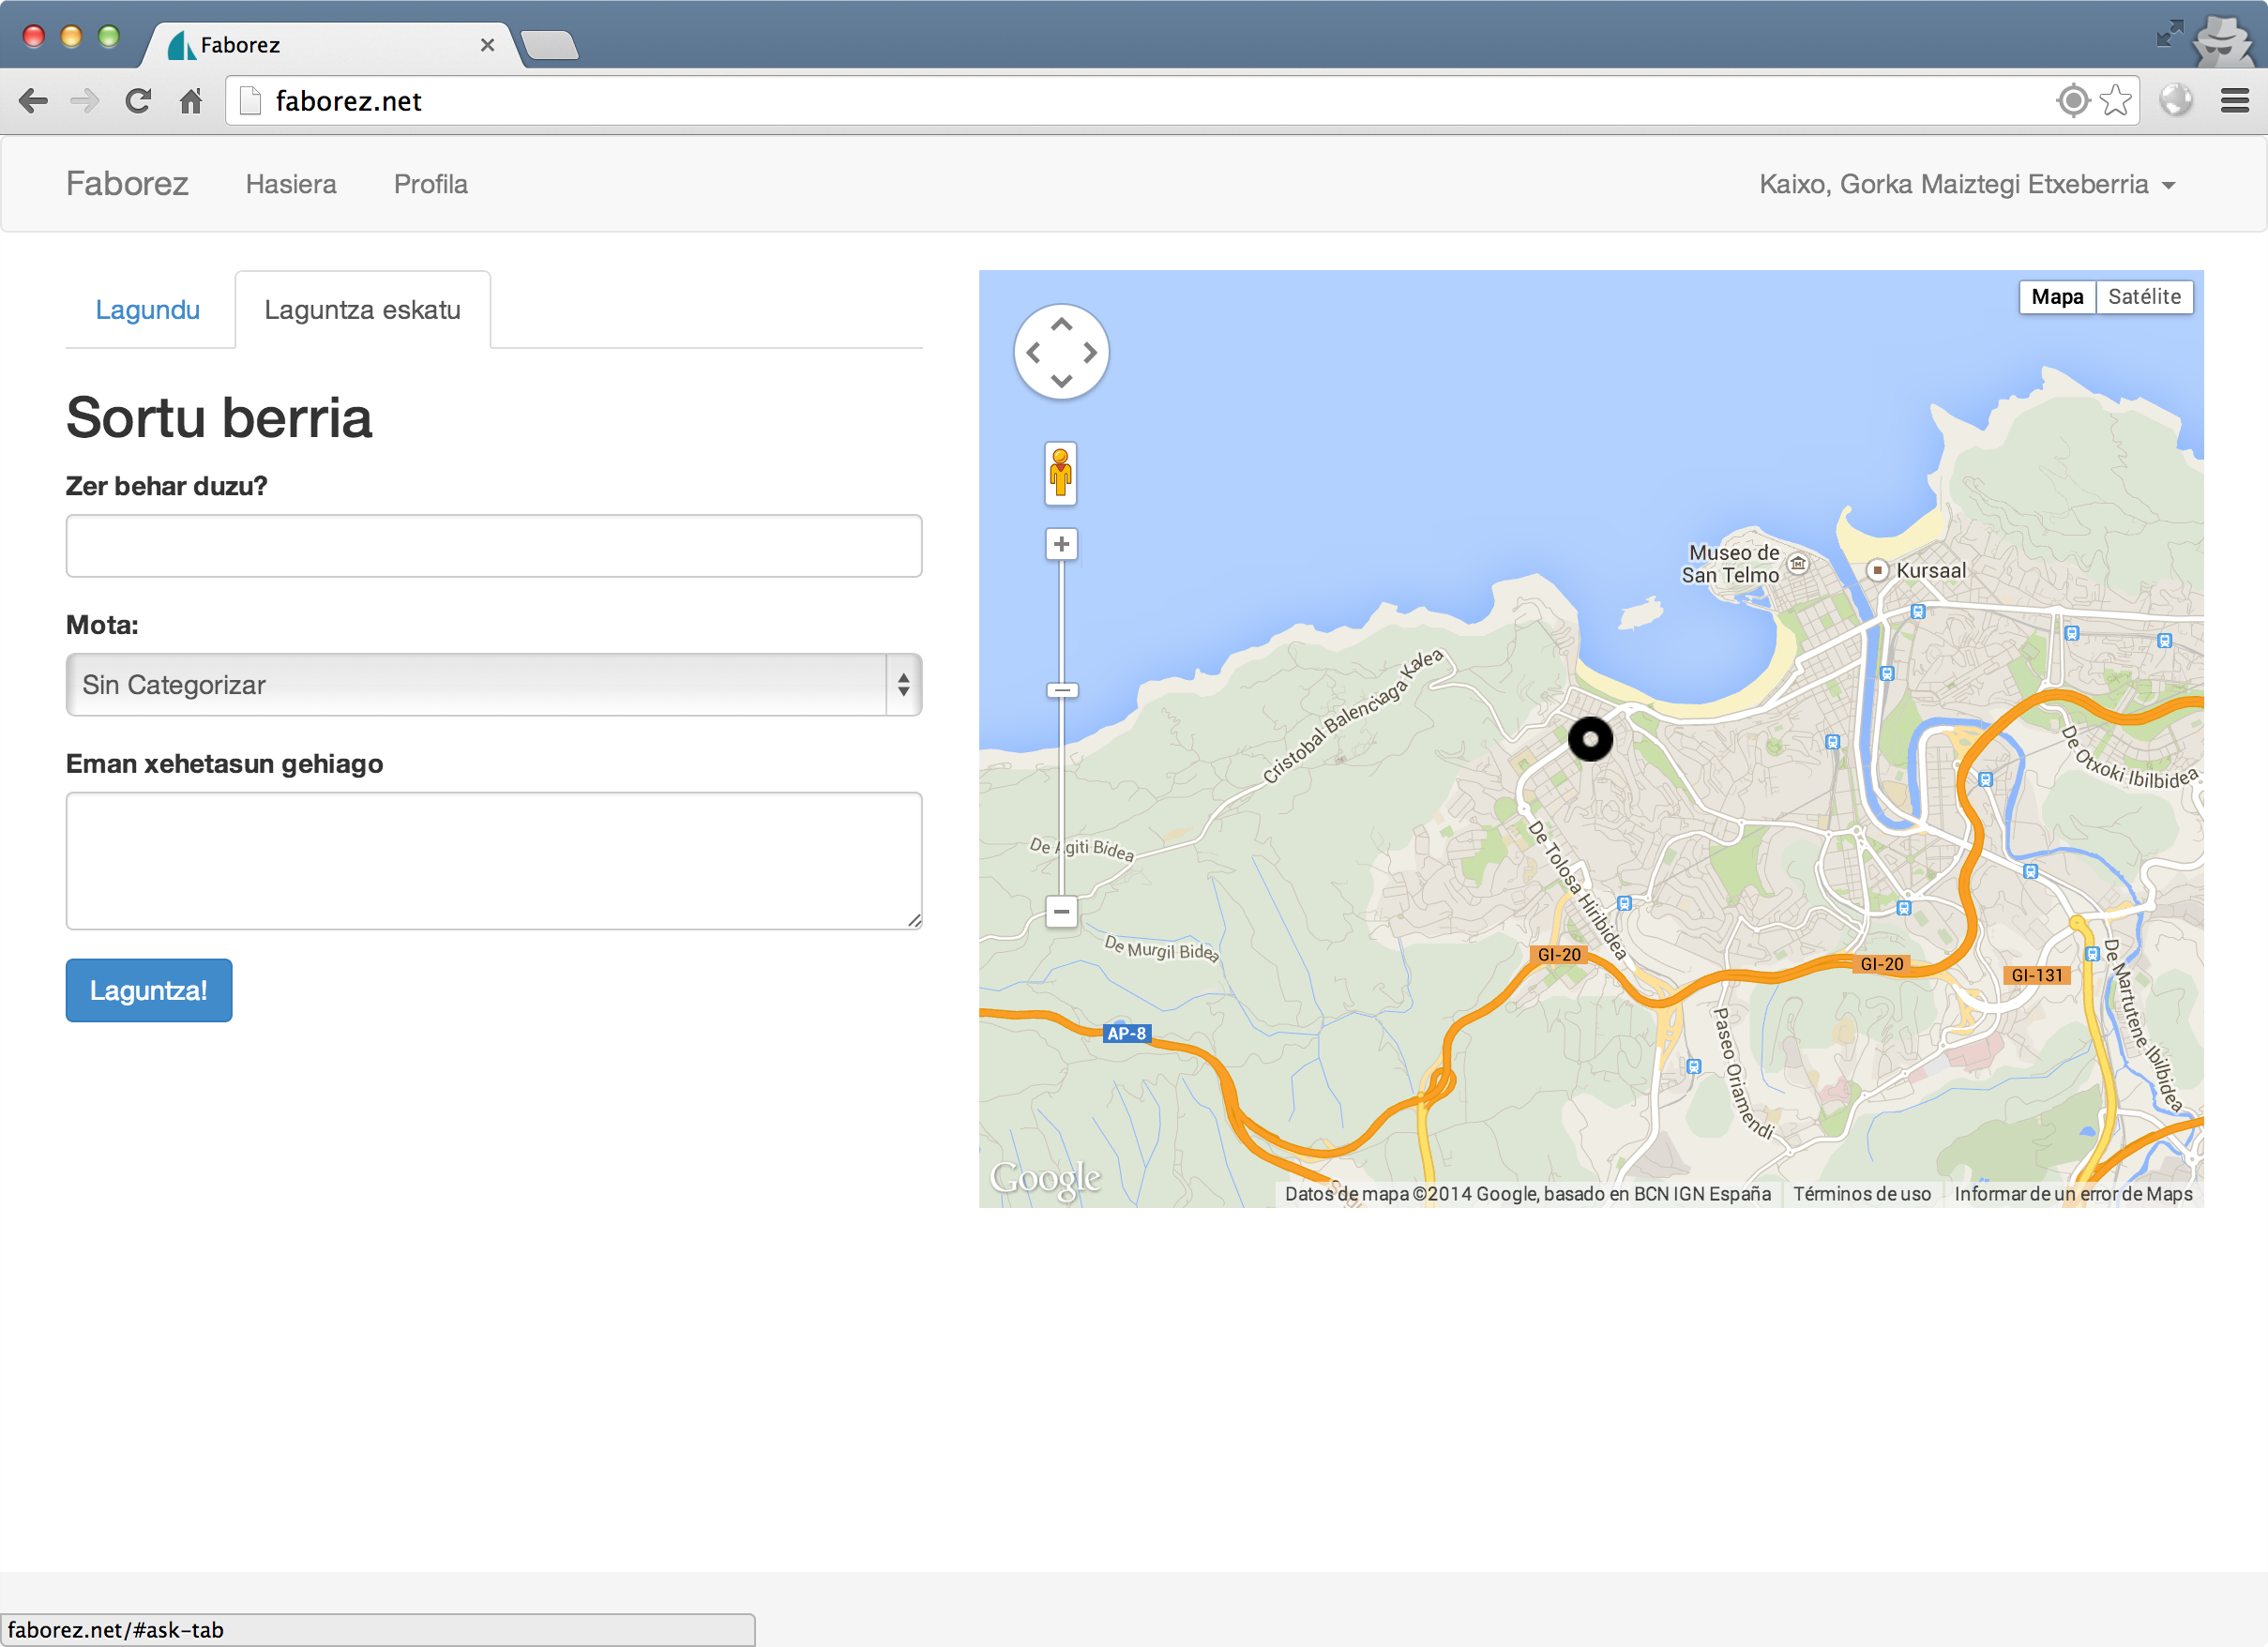 Faborez
faborez.net
Faborez Hasiera Profila Kaixo, Gorka Maiztegi Etxeberria
Lagundu Laguntza eskatu
Sortu berria
Zer behar duzu?
Mota:
Sin Categorizar
Eman xehetasun gehiago
Laguntza!
Mapa Satélite
Museo de
San Telmo
Kursaal
Cristobal Balenciaga Kalea
De Otxoki Ibilbidea
De Agiti Bidea
De Tolosa Hiribidea
De Murgil Bidea
GI-20
GI-20
GI-131
De Martutene Ibilbidea
AP-8
Paseo Oriamendi
Google
Datos de mapa ©2014 Google, basado en BCN IGN España Términos de uso Informar de un error de Maps
faborez.net/#ask-tab